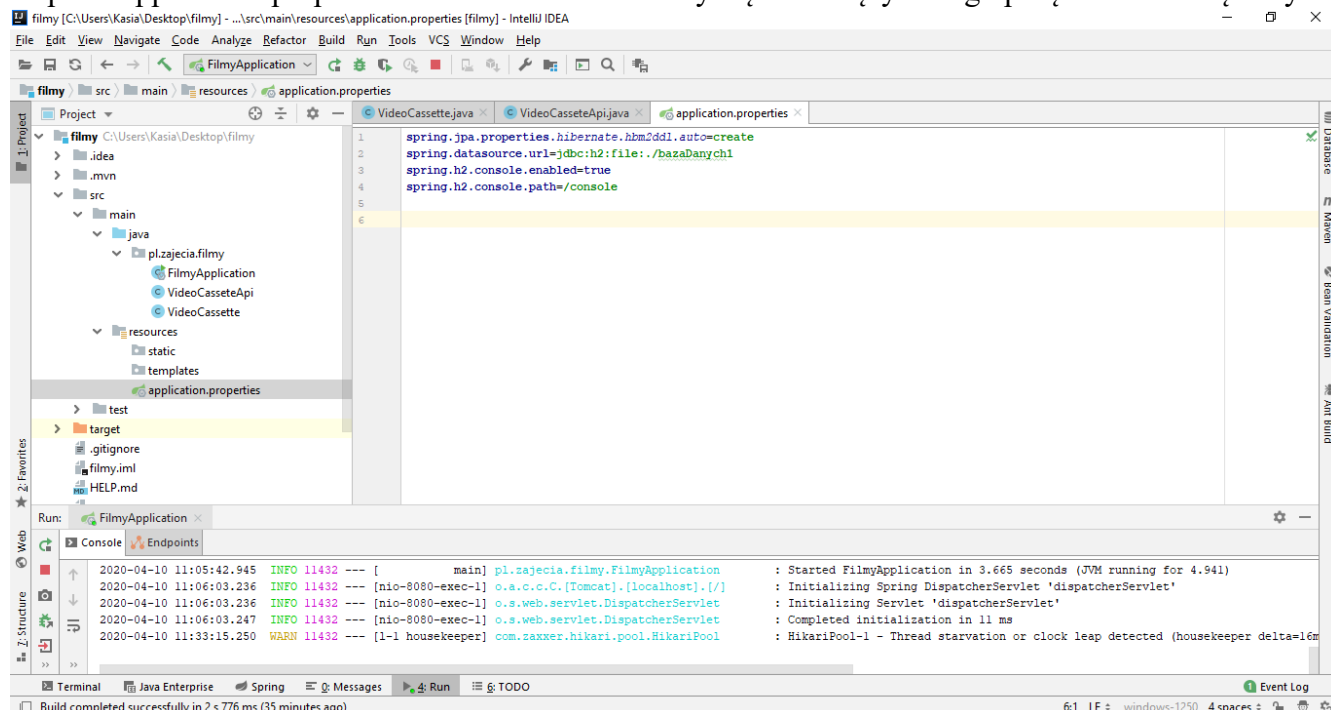 filmy [C:\Users\Kasia\Desktop\filmy] - ...\src\main\resources\application.properties [filmy] - IntelliJ IDEA
File Edit View Navigate Code Analyze Refactor Build Run Tools VCS Window Help
FilmyApplication
filmy src main resources application.properties
Project
VideoCassette.java VideoCasseteApi.java application.properties
1: Project
filmy C:\Users\Kasia\Desktop\filmy
.idea
.mvn
src
main
java
pl.zajecia.filmy
FilmyApplication
VideoCasseteApi
VideoCassette
resources
static
templates
application.properties
test
target
.gitignore
filmy.iml
HELP.md
1 spring.jpa.properties.hibernate.hbm2ddl.auto=create
2 spring.datasource.url=jdbc:h2:file:./bazaDanych1
3 spring.h2.console.enabled=true
4 spring.h2.console.path=/console
5
6
Database
Maven
Bean Validation
Ant Build
2: Favorites
Web
7: Structure
Run: FilmyApplication
Console Endpoints
2020-04-10 11:05:42.945 INFO 11432 --- [ main] pl.zajecia.filmy.FilmyApplication : Started FilmyApplication in 3.665 seconds (JVM running for 4.941)
2020-04-10 11:06:03.236 INFO 11432 --- [nio-8080-exec-1] o.a.c.c.C.[Tomcat].[localhost].[/] : Initializing Spring DispatcherServlet 'dispatcherServlet'
2020-04-10 11:06:03.236 INFO 11432 --- [nio-8080-exec-1] o.s.web.servlet.DispatcherServlet : Initializing Servlet 'dispatcherServlet'
2020-04-10 11:06:03.247 INFO 11432 --- [nio-8080-exec-1] o.s.web.servlet.DispatcherServlet : Completed initialization in 11 ms
2020-04-10 11:33:15.250 WARN 11432 --- [l-1 housekeeper] com.zaxxer.hikari.pool.HikariPool : HikariPool-1 - Thread starvation or clock leap detected (housekeeper delta=16m
Terminal Java Enterprise Spring 0: Messages 4: Run 6: TODO 1 Event Log
Build completed successfully in 2 s 776 ms (35 minutes ago) 6:1 LF windows-1250 4 spaces